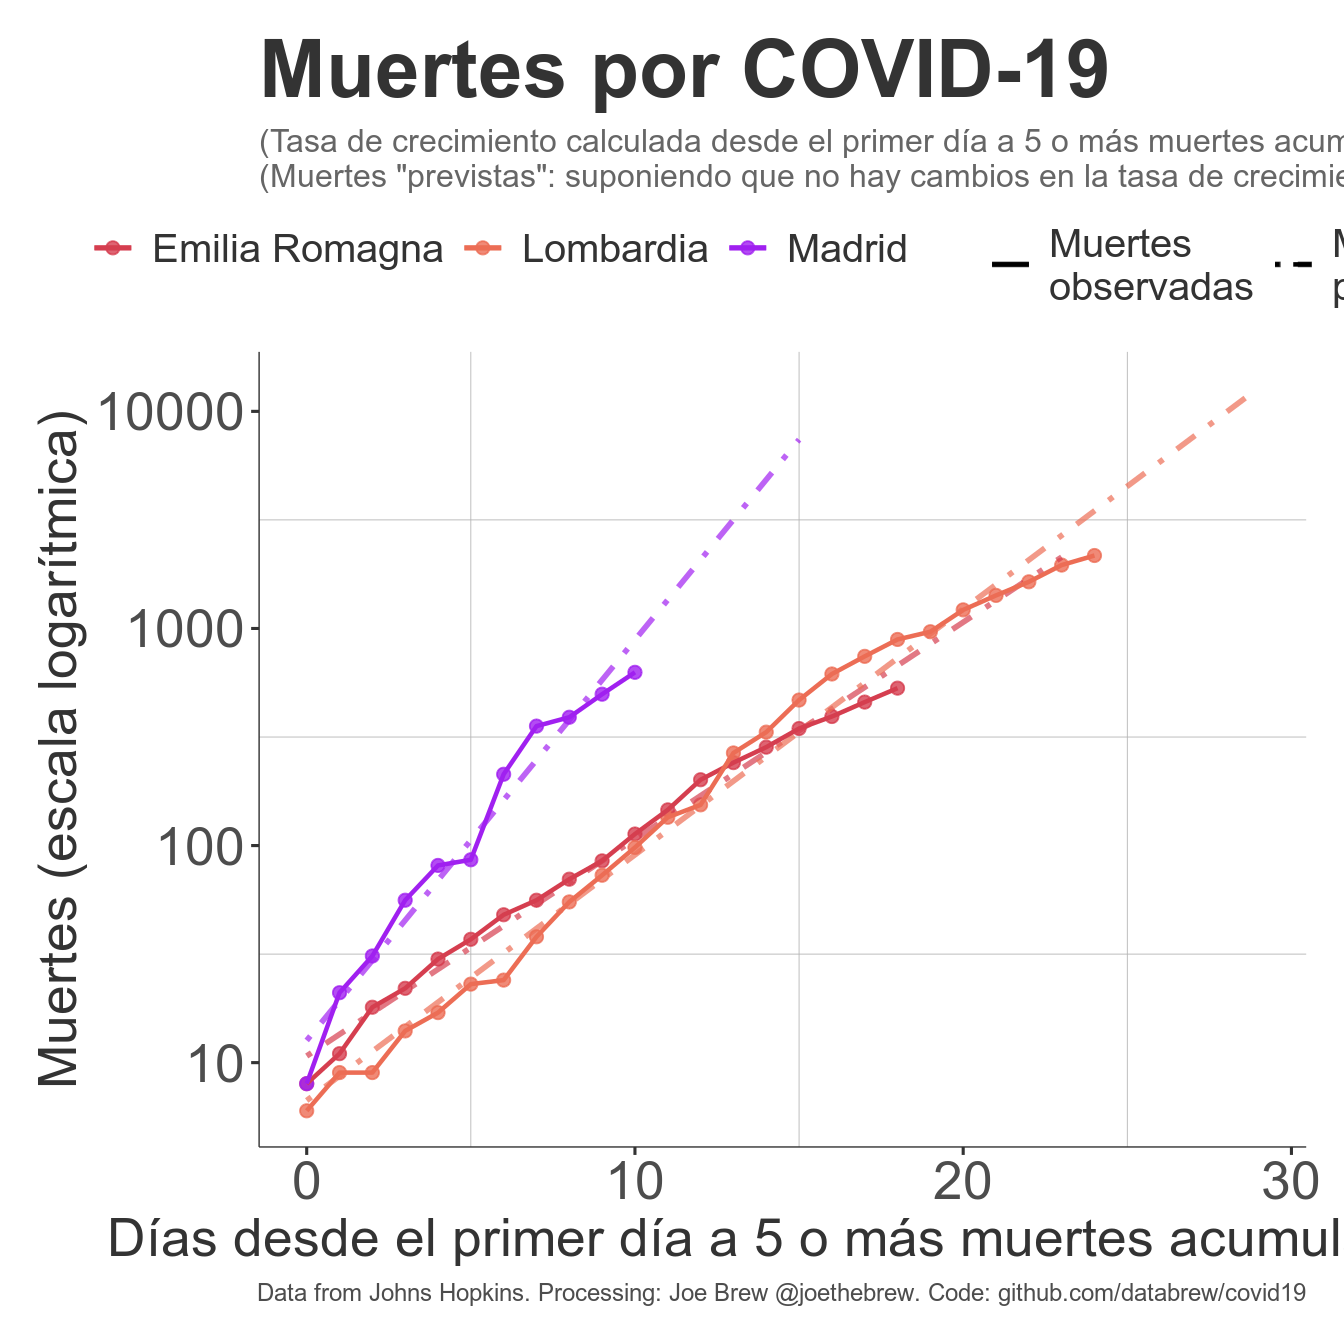 Muertes por COVID-19
(Tasa de crecimiento calculada desde el primer día a 5 o más muertes
(Muertes "previstas": suponiendo que no hay cambios en la tasa de
Emilia Romagna Lombardia Madrid
Muertes
observadas
Muertes (escala logarítmica)
10000
1000
100
10
0 10 20 30
Días desde el primer día a 5 o más muertes
Data from Johns Hopkins. Processing: Joe Brew @joethebrew. Code: github.com/databrew/covid19